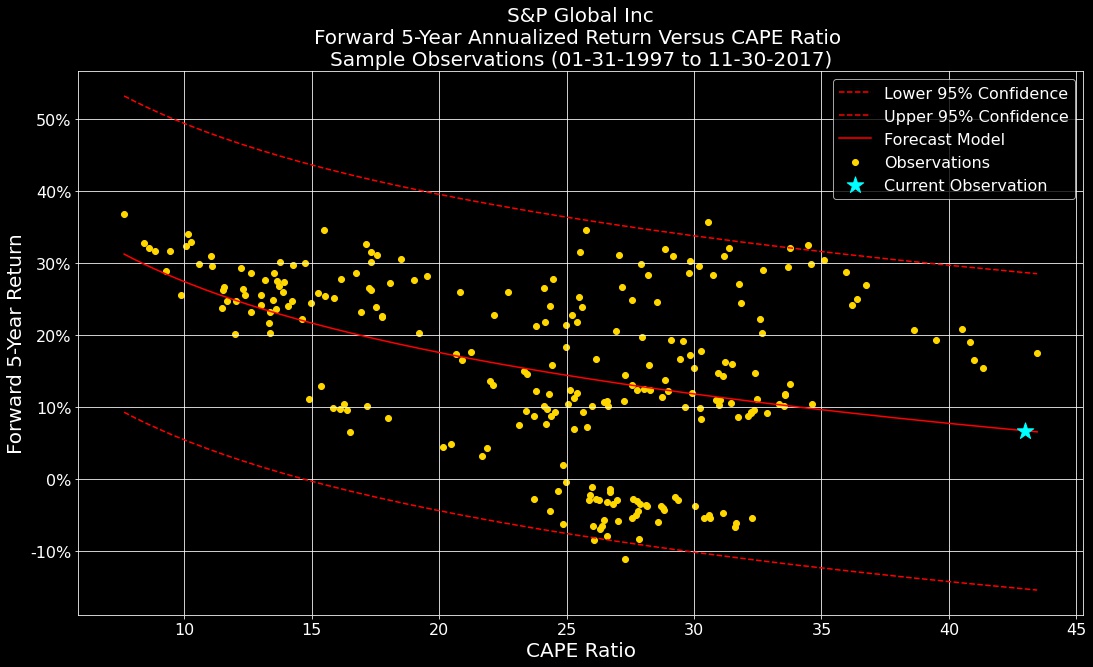 S&P Global Inc
Forward 5-Year Annualized Return Versus CAPE Ratio
Sample Observations (01-31-1997 to 11-30-2017)
Lower 95% Confidence
Upper 95% Confidence
Forecast Model
Observations
Current Observation
Forward 5-Year Return
50%
40%
30%
20%
10%
0%
-10%
10 15 20 25 30 35 40 45
CAPE Ratio